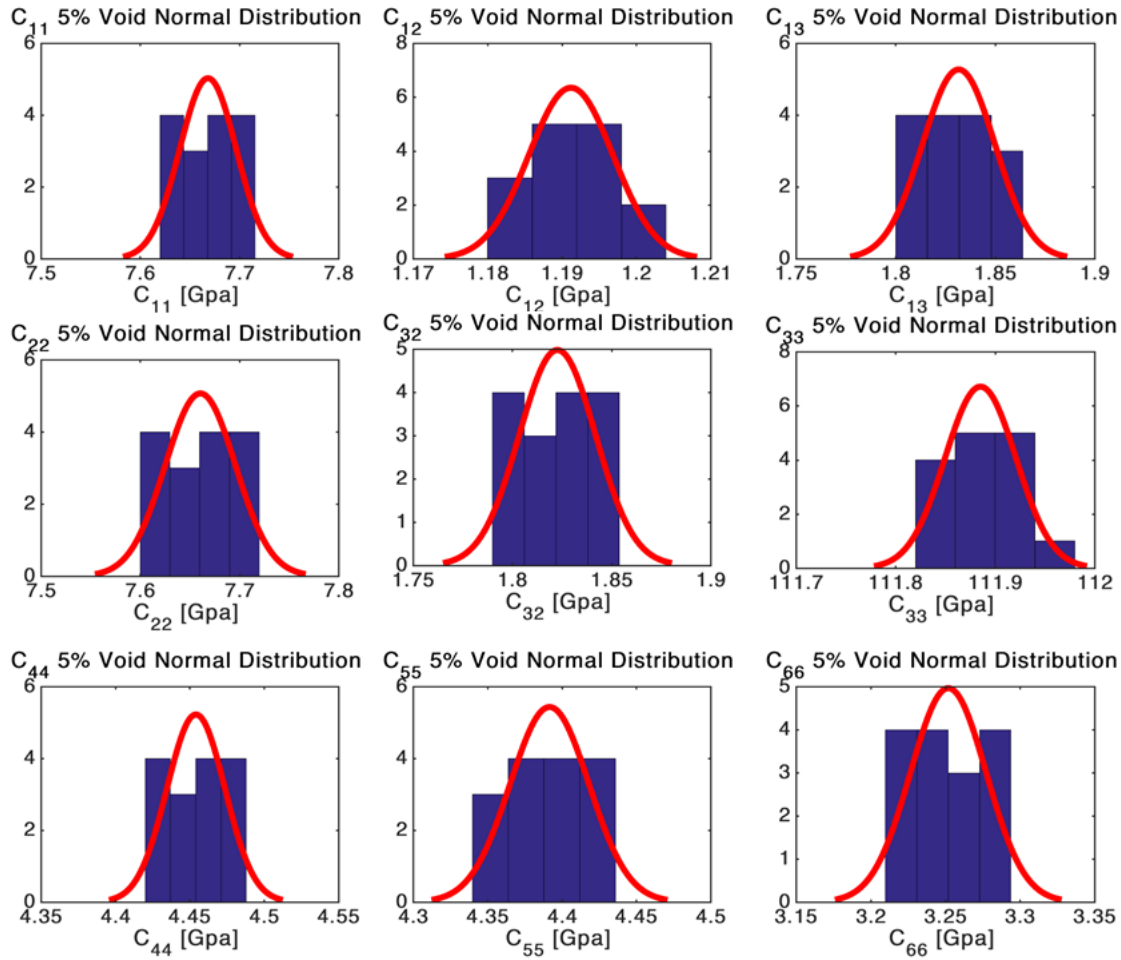 C11 5% Void Normal Distribution
6
4
2
0
7.5 7.6 7.7 7.8
C11 [Gpa]
C12 5% Void Normal Distribution
8
6
4
2
0
1.17 1.18 1.19 1.2 1.21
C12 [Gpa]
C13 5% Void Normal Distribution
6
4
2
0
1.75 1.8 1.85 1.9
C13 [Gpa]
C22 5% Void Normal Distribution
6
4
2
0
7.5 7.6 7.7 7.8
C22 [Gpa]
C32 5% Void Normal Distribution
5
4
3
2
1
0
1.75 1.8 1.85 1.9
C32 [Gpa]
C33 5% Void Normal Distribution
8
6
4
2
0
111.7 111.8 111.9 112
C33 [Gpa]
C44 5% Void Normal Distribution
6
4
2
0
4.35 4.4 4.45 4.5 4.55
C44 [Gpa]
C55 5% Void Normal Distribution
6
4
2
0
4.3 4.35 4.4 4.45 4.5
C55 [Gpa]
C66 5% Void Normal Distribution
5
4
3
2
1
0
3.15 3.2 3.25 3.3 3.35
C66 [Gpa]